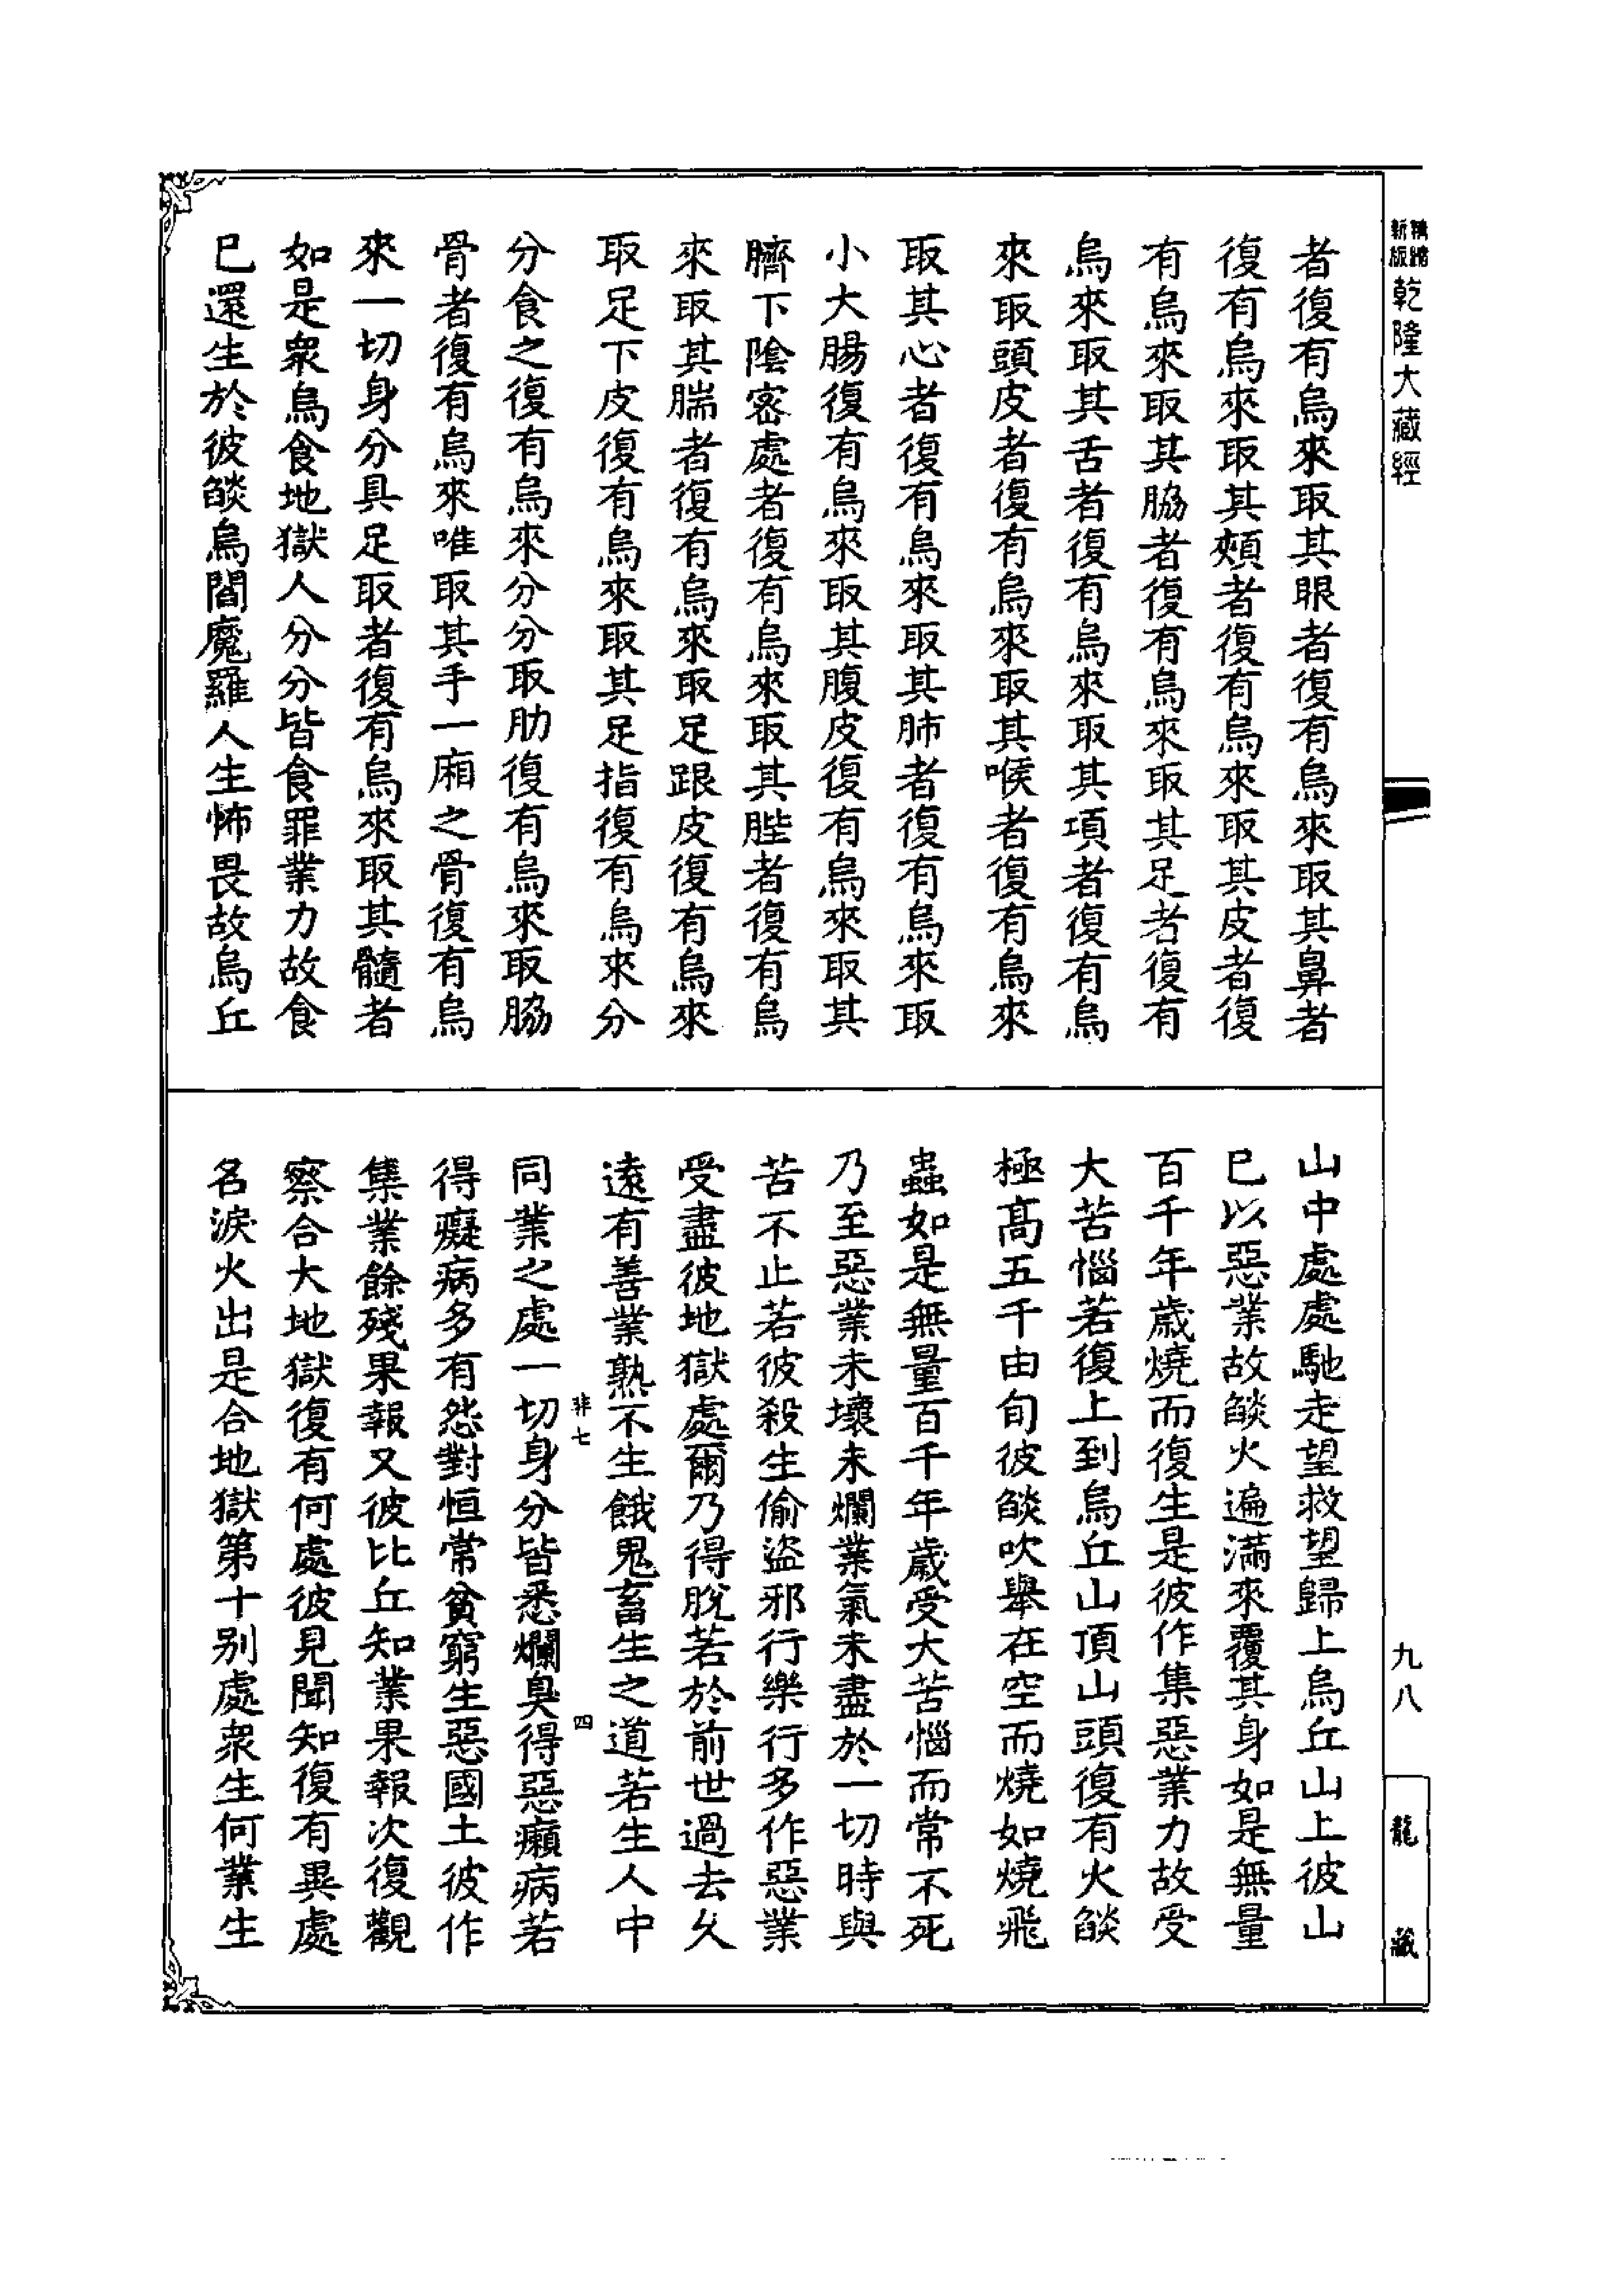 精縮新版乾隆大藏經
者復有烏來取其眼者復有烏來取其鼻者
復有烏來取其頰者復有烏來取其皮者復
有烏來取其脇者復有烏來取其足者復有
烏來取其舌者復有烏來取其項者復有烏
來取頭皮者復有烏來取其喉者復有烏來
取其心者復有烏來取其肺者復有烏來取
小大腸復有烏來取其腹皮復有烏來取其
臍下陰密處者復有烏來取其䏶者復有烏
來取其腨者復有烏來取足跟皮復有烏來
取足下皮復有烏來取其足指復有烏來分
分食之復有烏來分分取肋復有烏來取脇
骨者復有烏來唯取其手一廂之骨復有烏
來一切身分具足取者復有烏來取其髓者
如是衆烏食地獄人分分皆食罪業力故食
已還生於彼燄烏閻魔羅人生怖畏故烏丘
山中處處馳走望救望歸上烏丘山上彼山
已以惡業故燄火遍滿來覆其身如是無量
百千年歲燒而復生是彼作集惡業力故受
大苦惱若復上到烏丘山頂山頭復有火燄
極高五千由旬彼燄吹舉在空而燒如燒飛
蟲如是無量百千年歲受大苦惱而常不死
乃至惡業未壞未爛業氣未盡於一切時與
苦不止若彼殺生偷盜邪行樂行多作惡業
受盡彼地獄處爾乃得脫若於前世過去久
遠有善業熟不生餓鬼畜生之道若生人中
非七
四
同業之處一切身分皆悉爛臭得惡癩病若
得癡病多有怨對恒常貧窮生惡國土彼作
集業餘殘果報又彼比丘知業果報次復觀
察合大地獄復有何處彼見聞知復有異處
名淚火出是合地獄第十別處衆生何業生
九八
龍藏